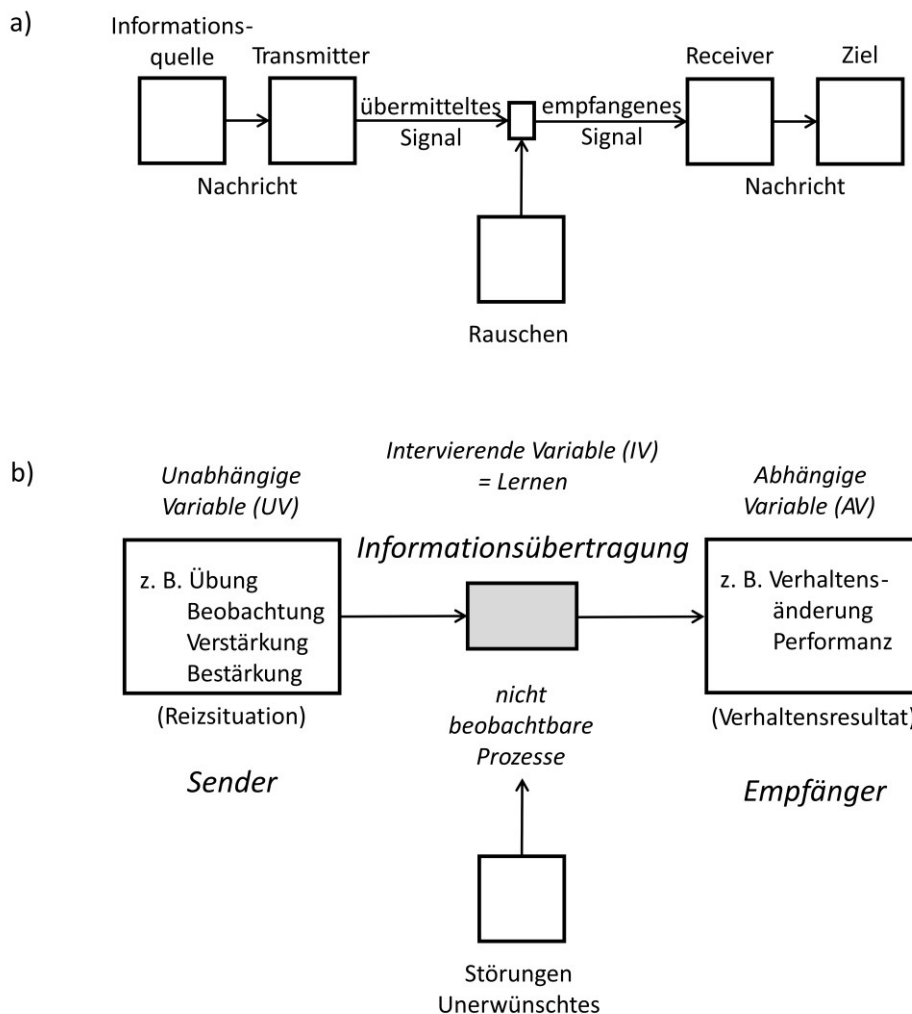 a)
Informations-
quelle
Transmitter
Receiver
Ziel
übermitteltes
Signal
empfangenes
Signal
Nachricht
Nachricht
Rauschen
b)
Unabhängige
Variable (UV)
Intervierende Variable (IV)
= Lernen
Abhängige
Variable (AV)
Informationsübertragung
z. B. Übung
Beobachtung
Verstärkung
Bestärkung
z. B. Verhaltens-
änderung
Performanz
(Reizsituation)
nicht
beobachtbare
Prozesse
(Verhaltensresultat)
Sender
Empfänger
Störungen
Unerwünschtes